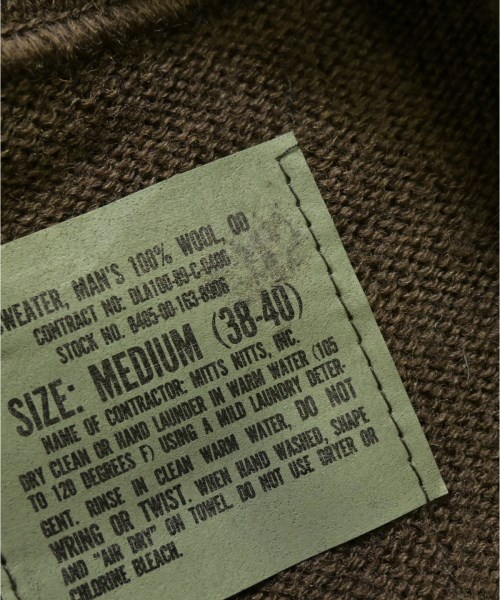 SWEATER, MAN'S 100% WOOL, OD
CONTRACT NO: DLA100-89-C-0406
STOCK NO. 8405-00-163-8906
SIZE: MEDIUM (38-40)
NAME OF CONTRACTOR: MITTS NITTS, INC.
DRY CLEAN OR HAND LAUNDER IN WARM WATER (105
TO 120 DEGREES F) USING A MILD LAUNDRY DETER-
GENT. RINSE IN CLEAN WARM WATER, DO NOT
WRING OR TWIST. WHEN HAND WASHED, SHAPE
AND "AIR DRY" ON TOWEL DO NOT USE DRYER OR
CHLORINE BLEACH.